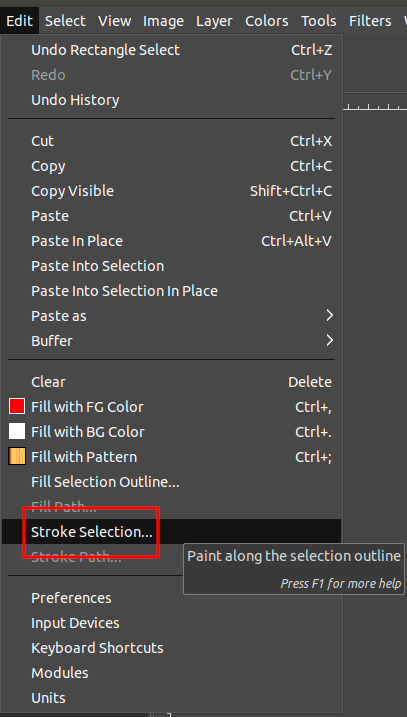 Edit Select View Image Layer Colors Tools Filters
Undo Rectangle Select Ctrl+Z
Redo Ctrl+Y
Undo History
Cut Ctrl+X
Copy Ctrl+C
Copy Visible Shift+Ctrl+C
Paste Ctrl+V
Paste In Place Ctrl+Alt+V
Paste Into Selection
Paste Into Selection In Place
Paste as
Buffer
Clear Delete
Fill with FG Color Ctrl+,
Fill with BG Color Ctrl+.
Fill with Pattern Ctrl+;
Fill Selection Outline...
Fill Path...
Stroke Selection...
Stroke Path...
Paint along the selection outline
Press F1 for more help
Preferences
Input Devices
Keyboard Shortcuts
Modules
Units